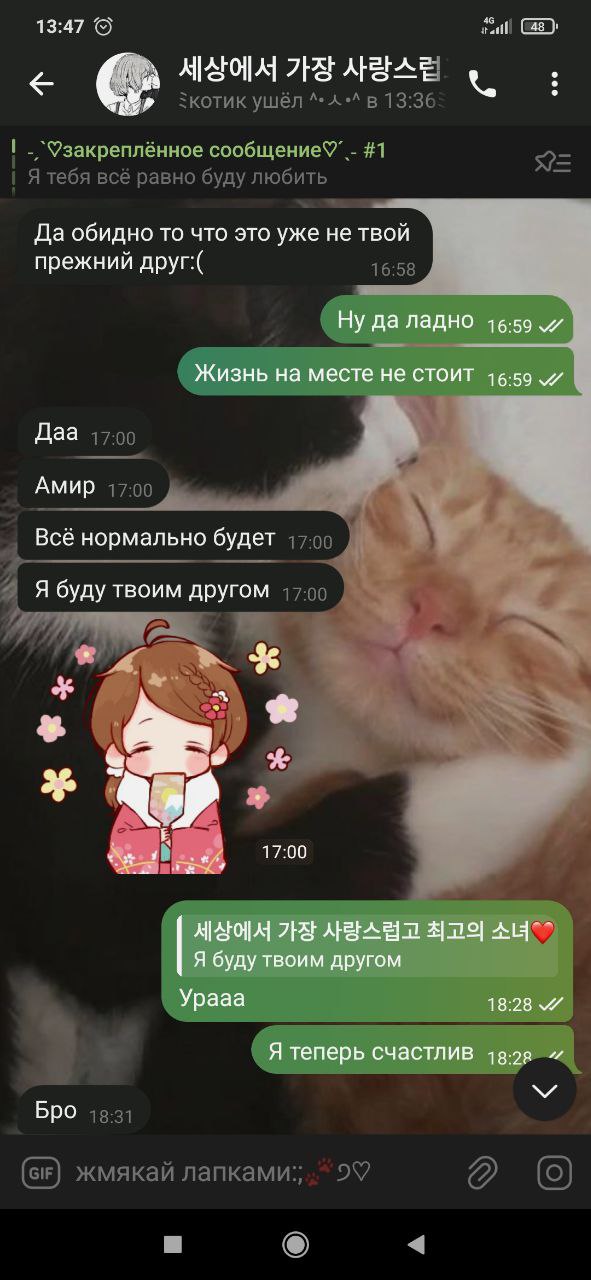 13:47
4G
48
세상에서 가장 사랑스럽
котик ушёл ^•ㅅ•^ в 13:36
-ˏˋ♡закреплённое сообщение♡ˊˎ- #1
Я тебя всё равно буду любить
Да обидно то что это уже не твой
прежний друг:(
16:58
Ну да ладно 16:59
Жизнь на месте не стоит 16:59
Даа 17:00
Амир 17:00
Всё нормально будет 17:00
Я буду твоим другом 17:00
17:00
세상에서 가장 사랑스럽고 최고의 소녀❤️
Я буду твоим другом
Урааа 18:28
Я теперь счастлив 18:28
Бро 18:31
GIF жмякай лапками:;🐾੭♡